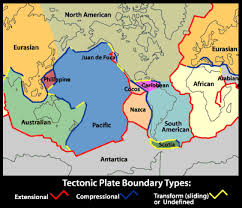 North American
Eurasian
Eurasian
Juan de Fuca
Philippine
Caribbean
Cocos
African
Arabian
Australian
Pacific
Nazca
South
American
Scotia
Antartica
Tectonic Plate Boundary Types:
Extensional
Compressional
Transform (sliding)
or Undefined